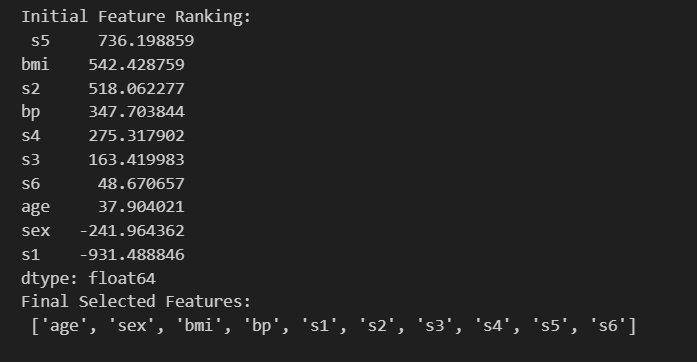 Initial Feature Ranking:
s5     736.198859
bmi    542.428759
s2     518.062277
bp     347.703844
s4     275.317902
s3     163.419983
s6      48.670657
age     37.904021
sex   -241.964362
s1    -931.488846
dtype: float64
Final Selected Features:
['age', 'sex', 'bmi', 'bp', 's1', 's2', 's3', 's4', 's5', 's6']